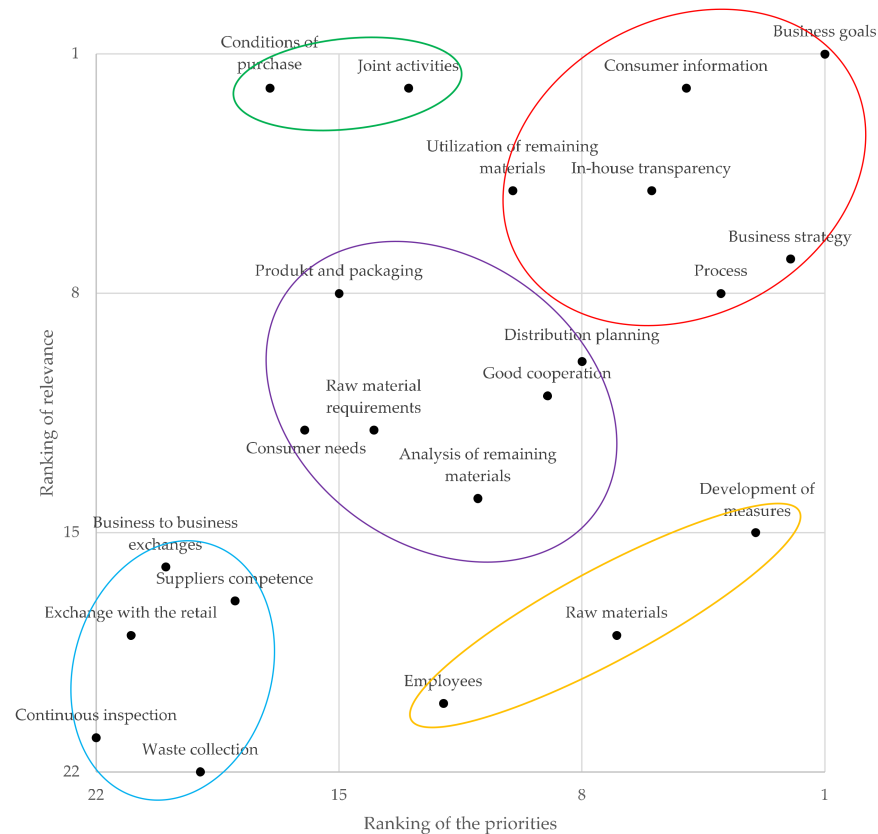 Business goals
Conditions of
purchase
1
Joint activities
Consumer information
Utilization of remaining
materials
In-house transparency
Business strategy
Produkt and packaging
Process
8
Distribution planning
Good cooperation
Raw material
requirements
Consumer needs
Analysis of remaining
materials
Ranking of relevance
Development of
measures
Business to business
exchanges
15
Suppliers competence
Exchange with the retail
Raw materials
Employees
Continuous inspection
Waste collection
22
22
15
8
1
Ranking of the priorities